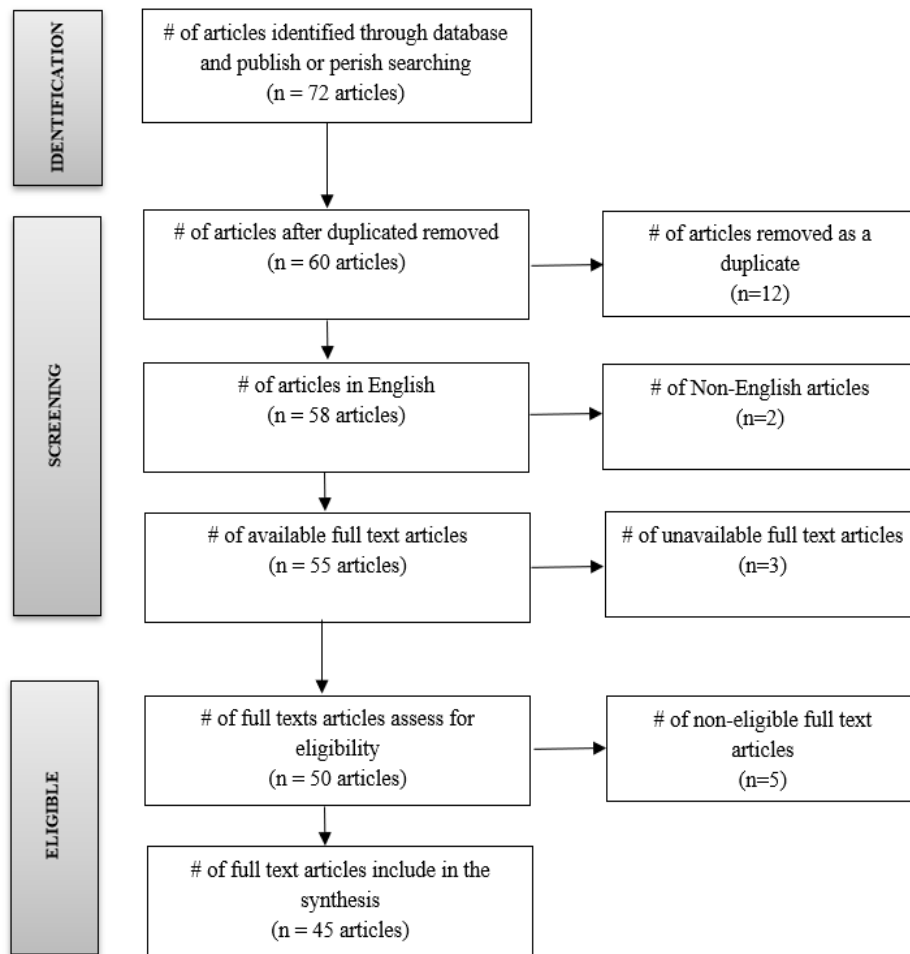 IDENTIFICATION
# of articles identified through database
and publish or perish searching
(n = 72 articles)
SCREENING
# of articles after duplicated removed
(n = 60 articles)
# of articles removed as a
duplicate
(n=12)
# of articles in English
(n = 58 articles)
# of Non-English articles
(n=2)
# of available full text articles
(n = 55 articles)
# of unavailable full text articles
(n=3)
ELIGIBLE
# of full texts articles assess for
eligibility
(n = 50 articles)
# of non-eligible full text
articles
(n=5)
# of full text articles include in the
synthesis
(n = 45 articles)